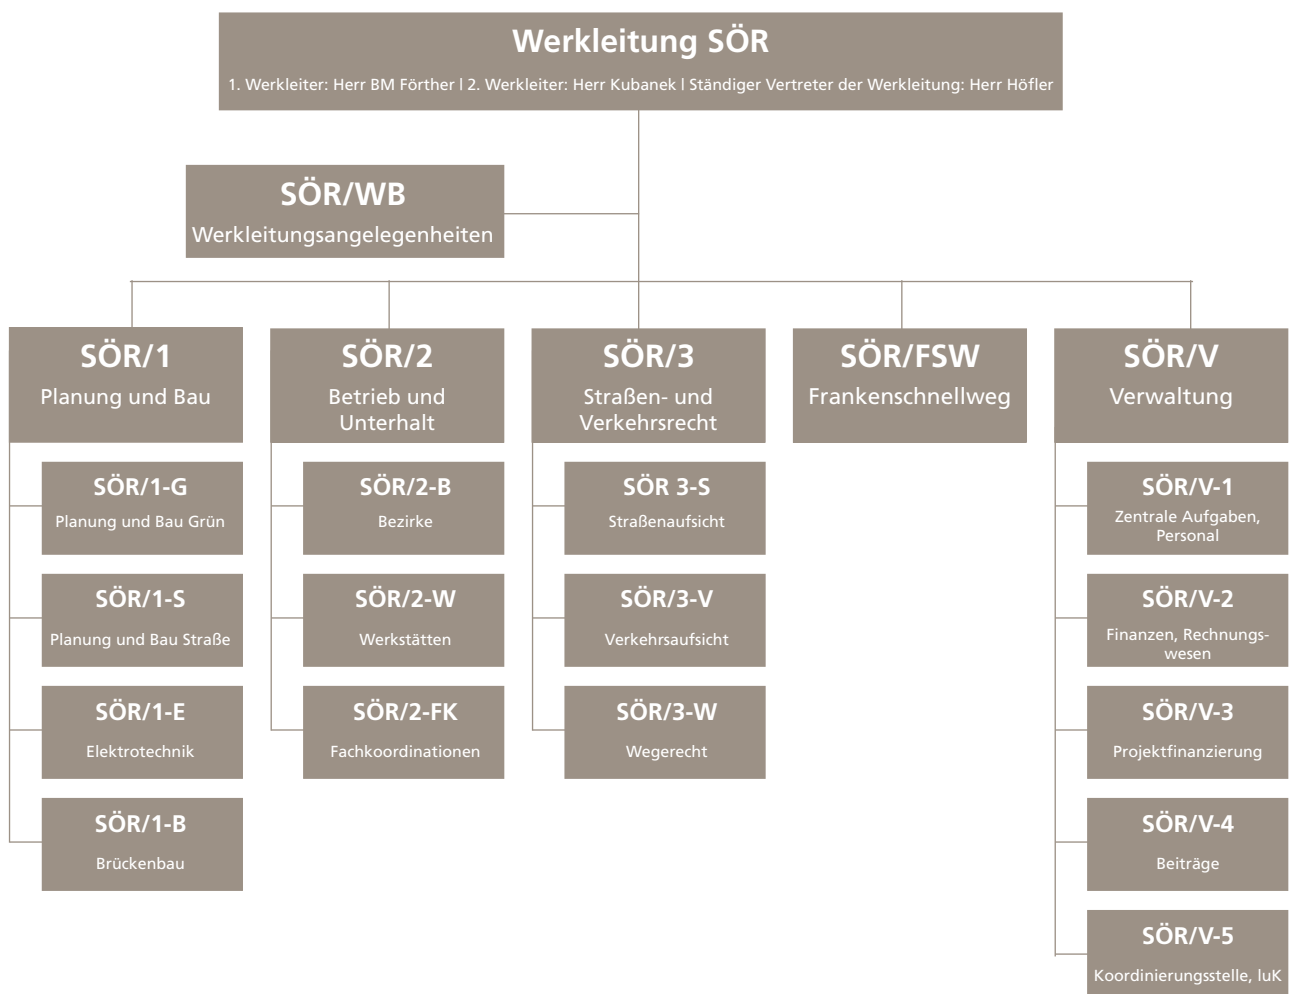 Werkleitung SÖR
1. Werkleiter: Herr BM Förther l 2. Werkleiter: Herr Kubanek l Ständiger Vertreter der Werkleitung: Herr Höfler
SÖR/WB
Werkleitungsangelegenheiten
SÖR/1
Planung und Bau
SÖR/1-G
Planung und Bau Grün
SÖR/1-S
Planung und Bau Straße
SÖR/1-E
Elektrotechnik
SÖR/1-B
Brückenbau
SÖR/2
Betrieb und
Unterhalt
SÖR/2-B
Bezirke
SÖR/2-W
Werkstätten
SÖR/2-FK
Fachkoordinationen
SÖR/3
Straßen- und
Verkehrsrecht
SÖR 3-S
Straßenaufsicht
SÖR/3-V
Verkehrsaufsicht
SÖR/3-W
Wegerecht
SÖR/FSW
Frankenschnellweg
SÖR/V
Verwaltung
SÖR/V-1
Zentrale Aufgaben,
Personal
SÖR/V-2
Finanzen, Rechnungs-
wesen
SÖR/V-3
Projektfinanzierung
SÖR/V-4
Beiträge
SÖR/V-5
Koordinierungsstelle, luK